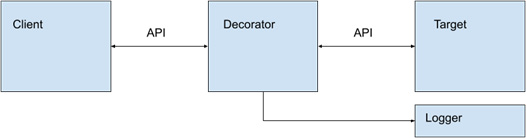 Client
API
Decorator
API
Target
Logger